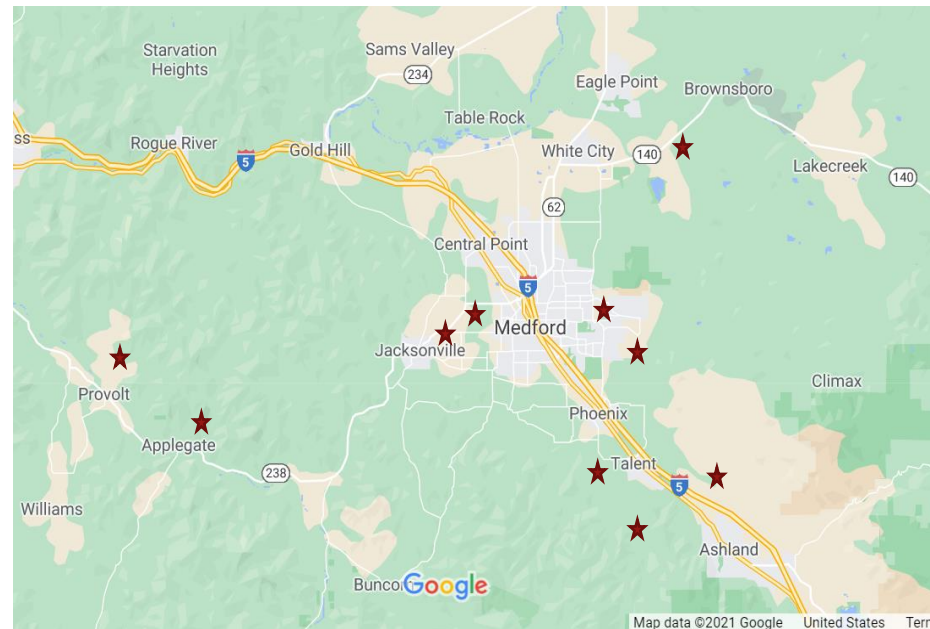 Starvation
Heights
Sams Valley
234
Eagle Point
Brownsboro
Table Rock
ss
Rogue River
5
Gold Hill
White City
140
Lakecreek
140
62
Central Point
5
Medford
Jacksonville
Provolt
Climax
Phoenix
Applegate
238
Talent
5
Williams
Ashland
Buncom
Google
Map data ©2021 Google
United States
Terr